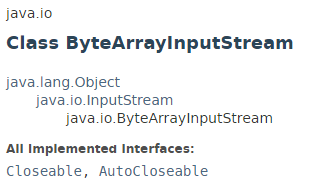 java.io
Class ByteArrayInputStream
java.lang.Object
java.io.InputStream
java.io.ByteArrayInputStream
All Implemented Interfaces:
Closeable, AutoCloseable